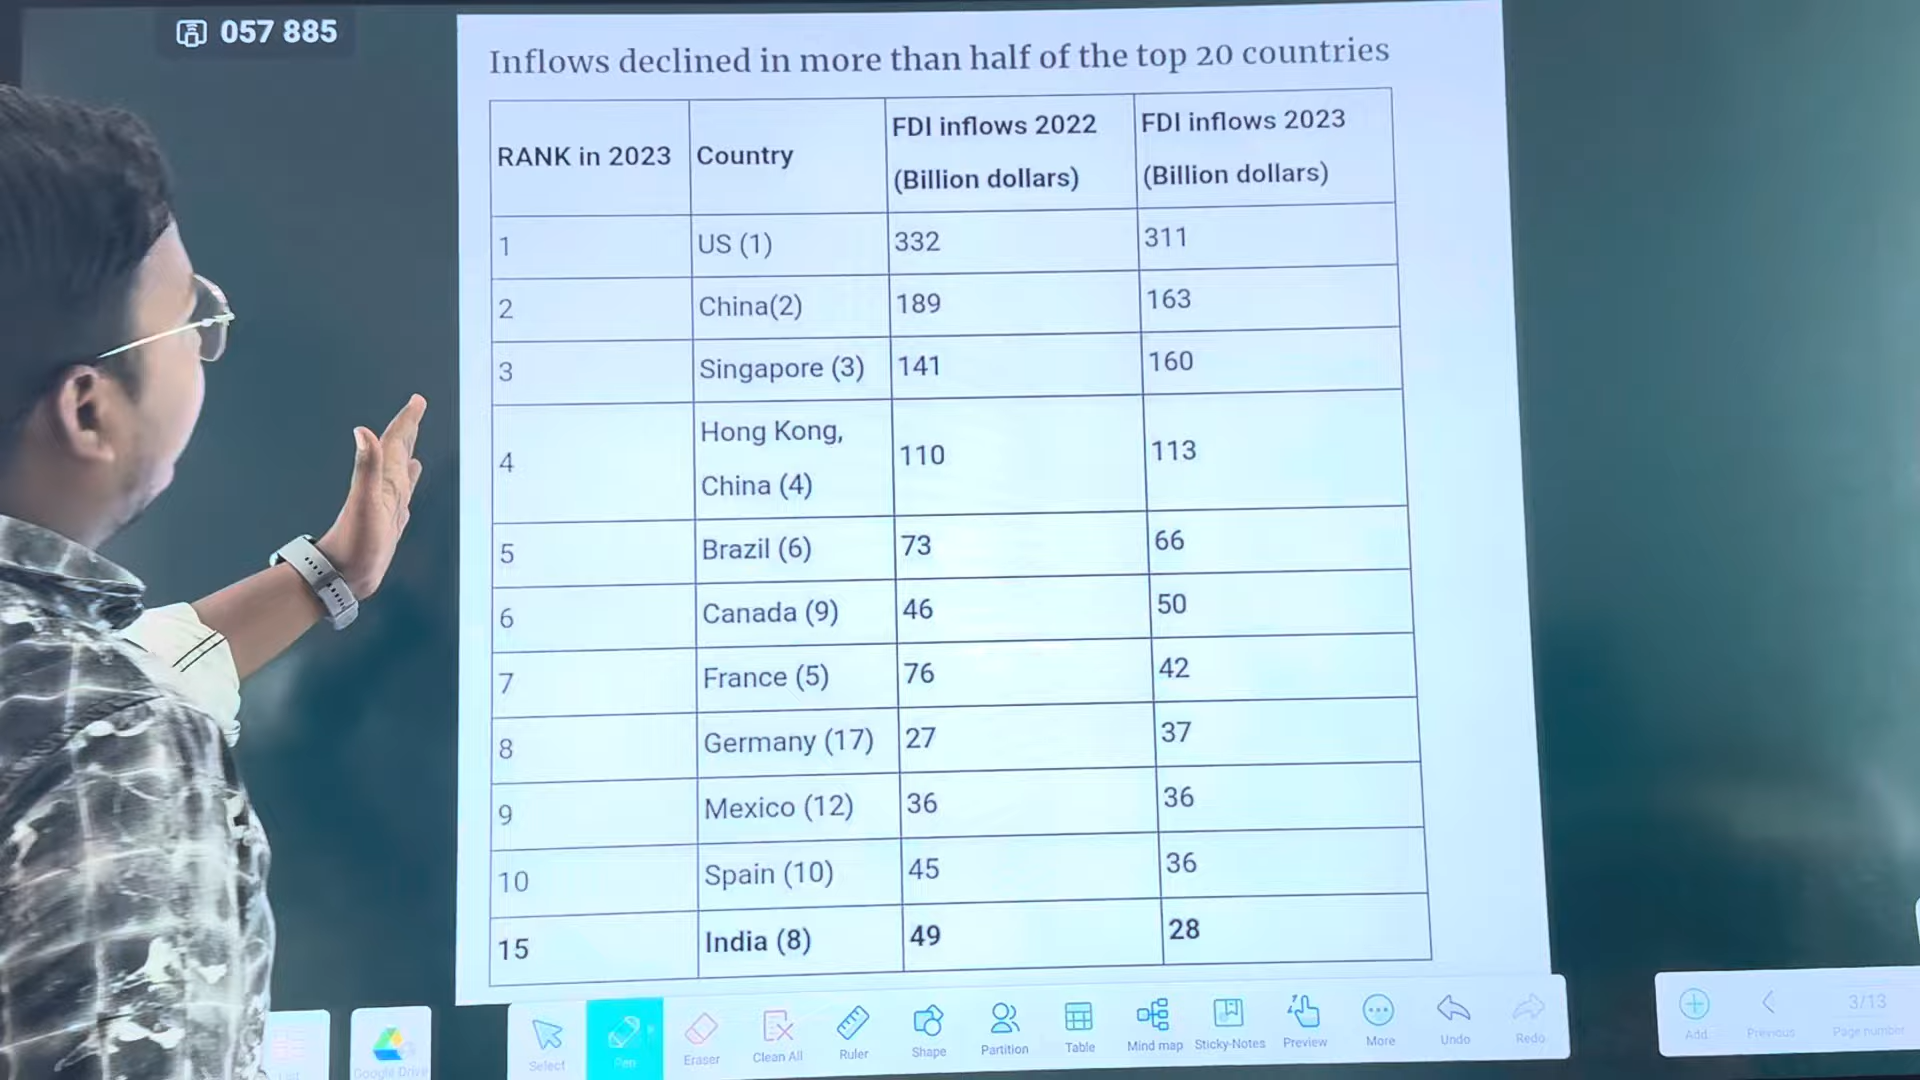 057 885
Inflows declined in more than half of the top 20 countries
RANK in 2023 Country FDI inflows 2022 (Billion dollars) FDI inflows 2023 (Billion dollars)
1 US (1) 332 311
2 China(2) 189 163
3 Singapore (3) 141 160
4 Hong Kong, China (4) 110 113
5 Brazil (6) 73 66
6 Canada (9) 46 50
7 France (5) 76 42
8 Germany (17) 27 37
9 Mexico (12) 36 36
10 Spain (10) 45 36
15 India (8) 49 28
List Google Drive Select Pen Eraser Clean All Ruler Shape Partition Table Mind map Sticky-Notes Preview More Undo Redo Add Previous 3/13 Page number